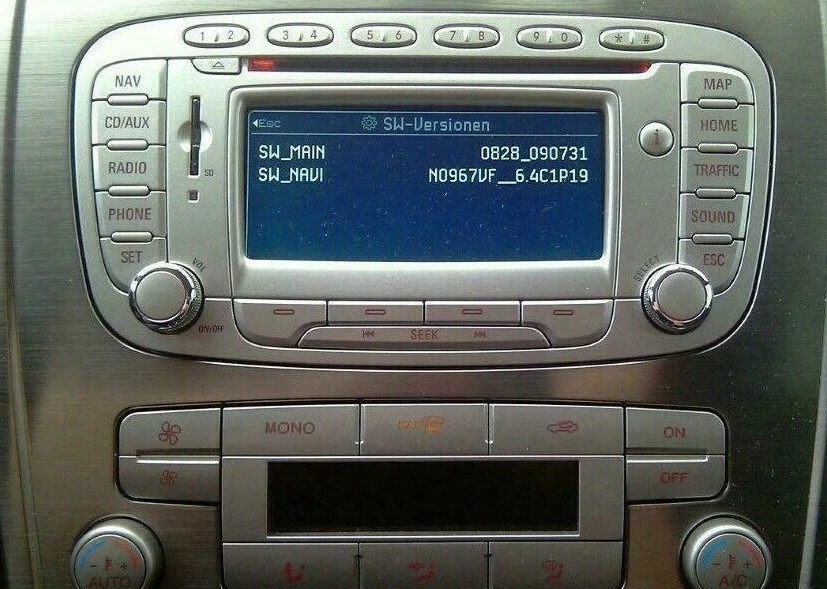 1 2 3 4 5 6 7 8 9 0 * #
NAV
CD/AUX
RADIO
PHONE
SET
SD
VOL
ON/OFF
Esc SW-Versionen
SW_MAIN 0828_090731
SW_NAVI N0967VF__6.4C1P19
i
MAP
HOME
TRAFFIC
SOUND
ESC
SELECT
SEEK
MONO
ON
OFF
- +
AUTO
- +
A/C